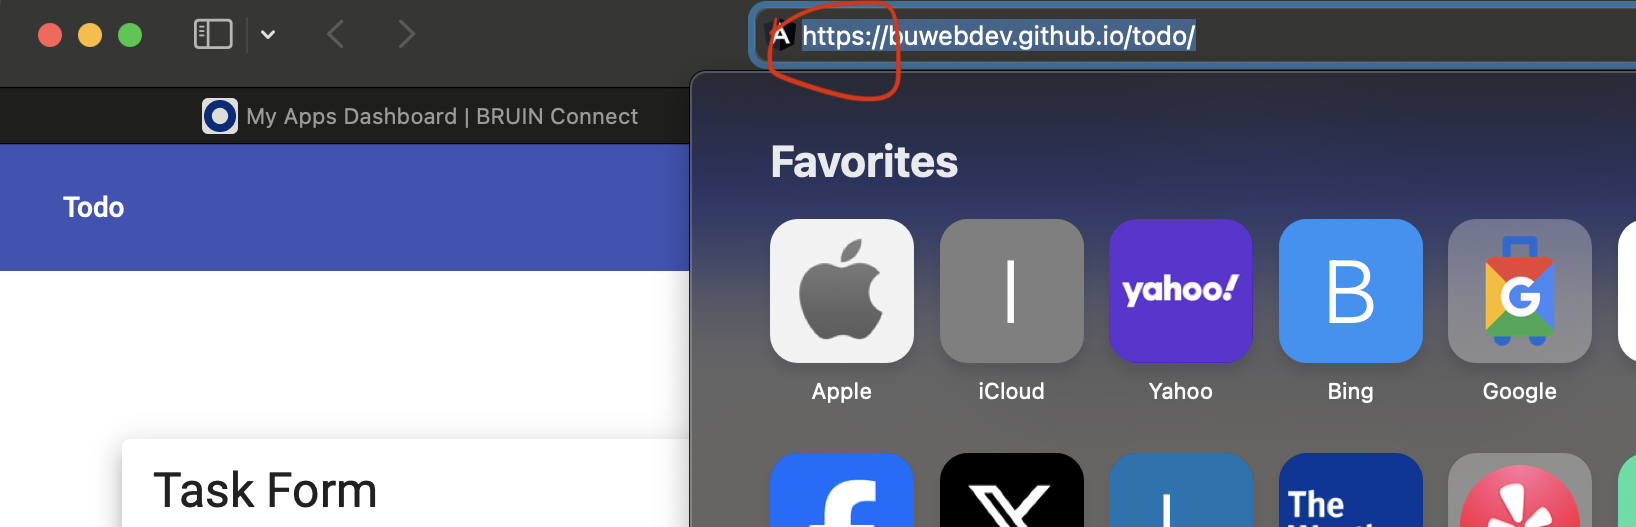 https://buwebdev.github.io/todo/
My Apps Dashboard | BRUIN Connect
Todo
Favorites
I
yahoo!
B
G
Apple
iCloud
Yahoo
Bing
Google
Task Form
f
X
L
The